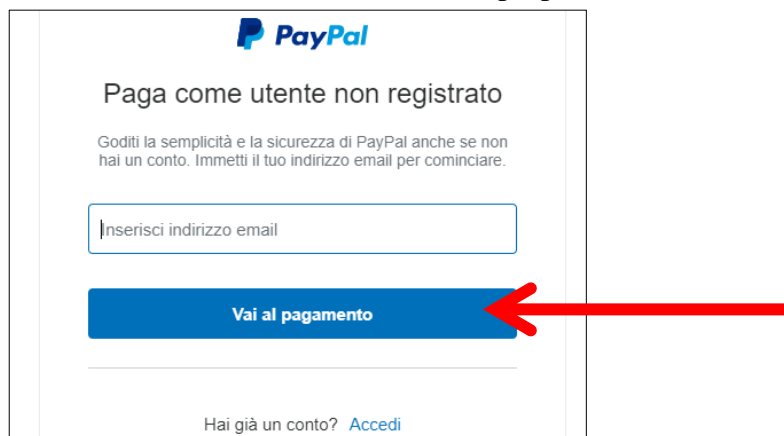 PayPal
Paga come utente non registrato
Goditi la semplicità e la sicurezza di PayPal anche se non
hai un conto. Immetti il tuo indirizzo email per cominciare.
Inserisci indirizzo email
Vai al pagamento
Hai già un conto? Accedi